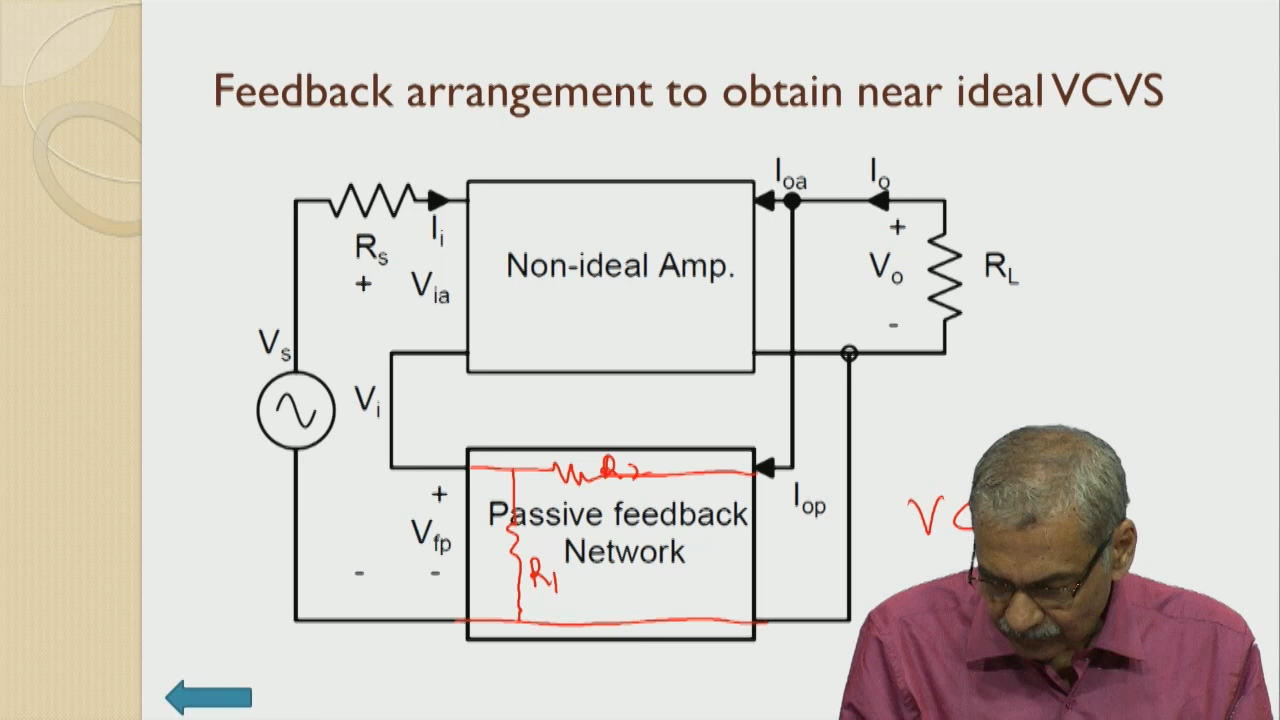 Feedback arrangement to obtain near ideal VCVS
Ioa
Io
Ii
Rs
+
Via
Non-ideal Amp.
+
Vo
-
RL
Vs
Vi
R2
+
Vfp
-
-
Passive feedback
Network
R1
Iop
VC